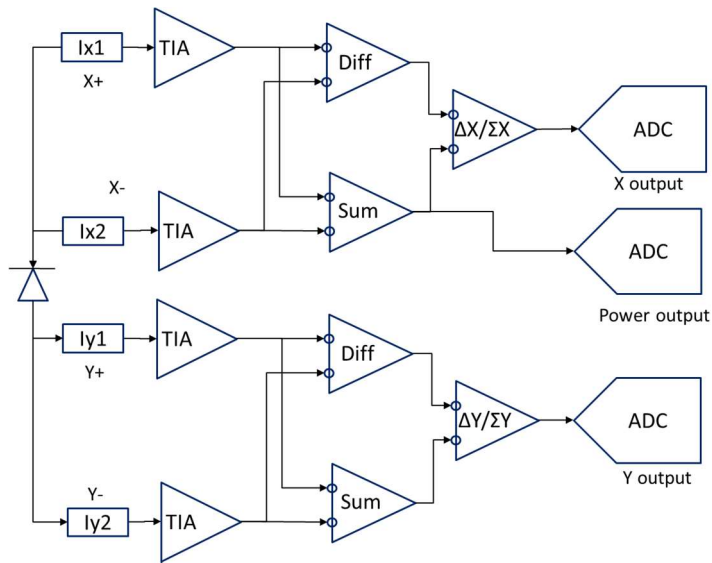 Ix1
TIA
X+
Diff
ΔX/ΣX
ADC
X output
X-
Ix2
TIA
Sum
ADC
Power output
Iy1
TIA
Y+
Diff
ΔY/ΣY
ADC
Y output
Y-
Iy2
TIA
Sum